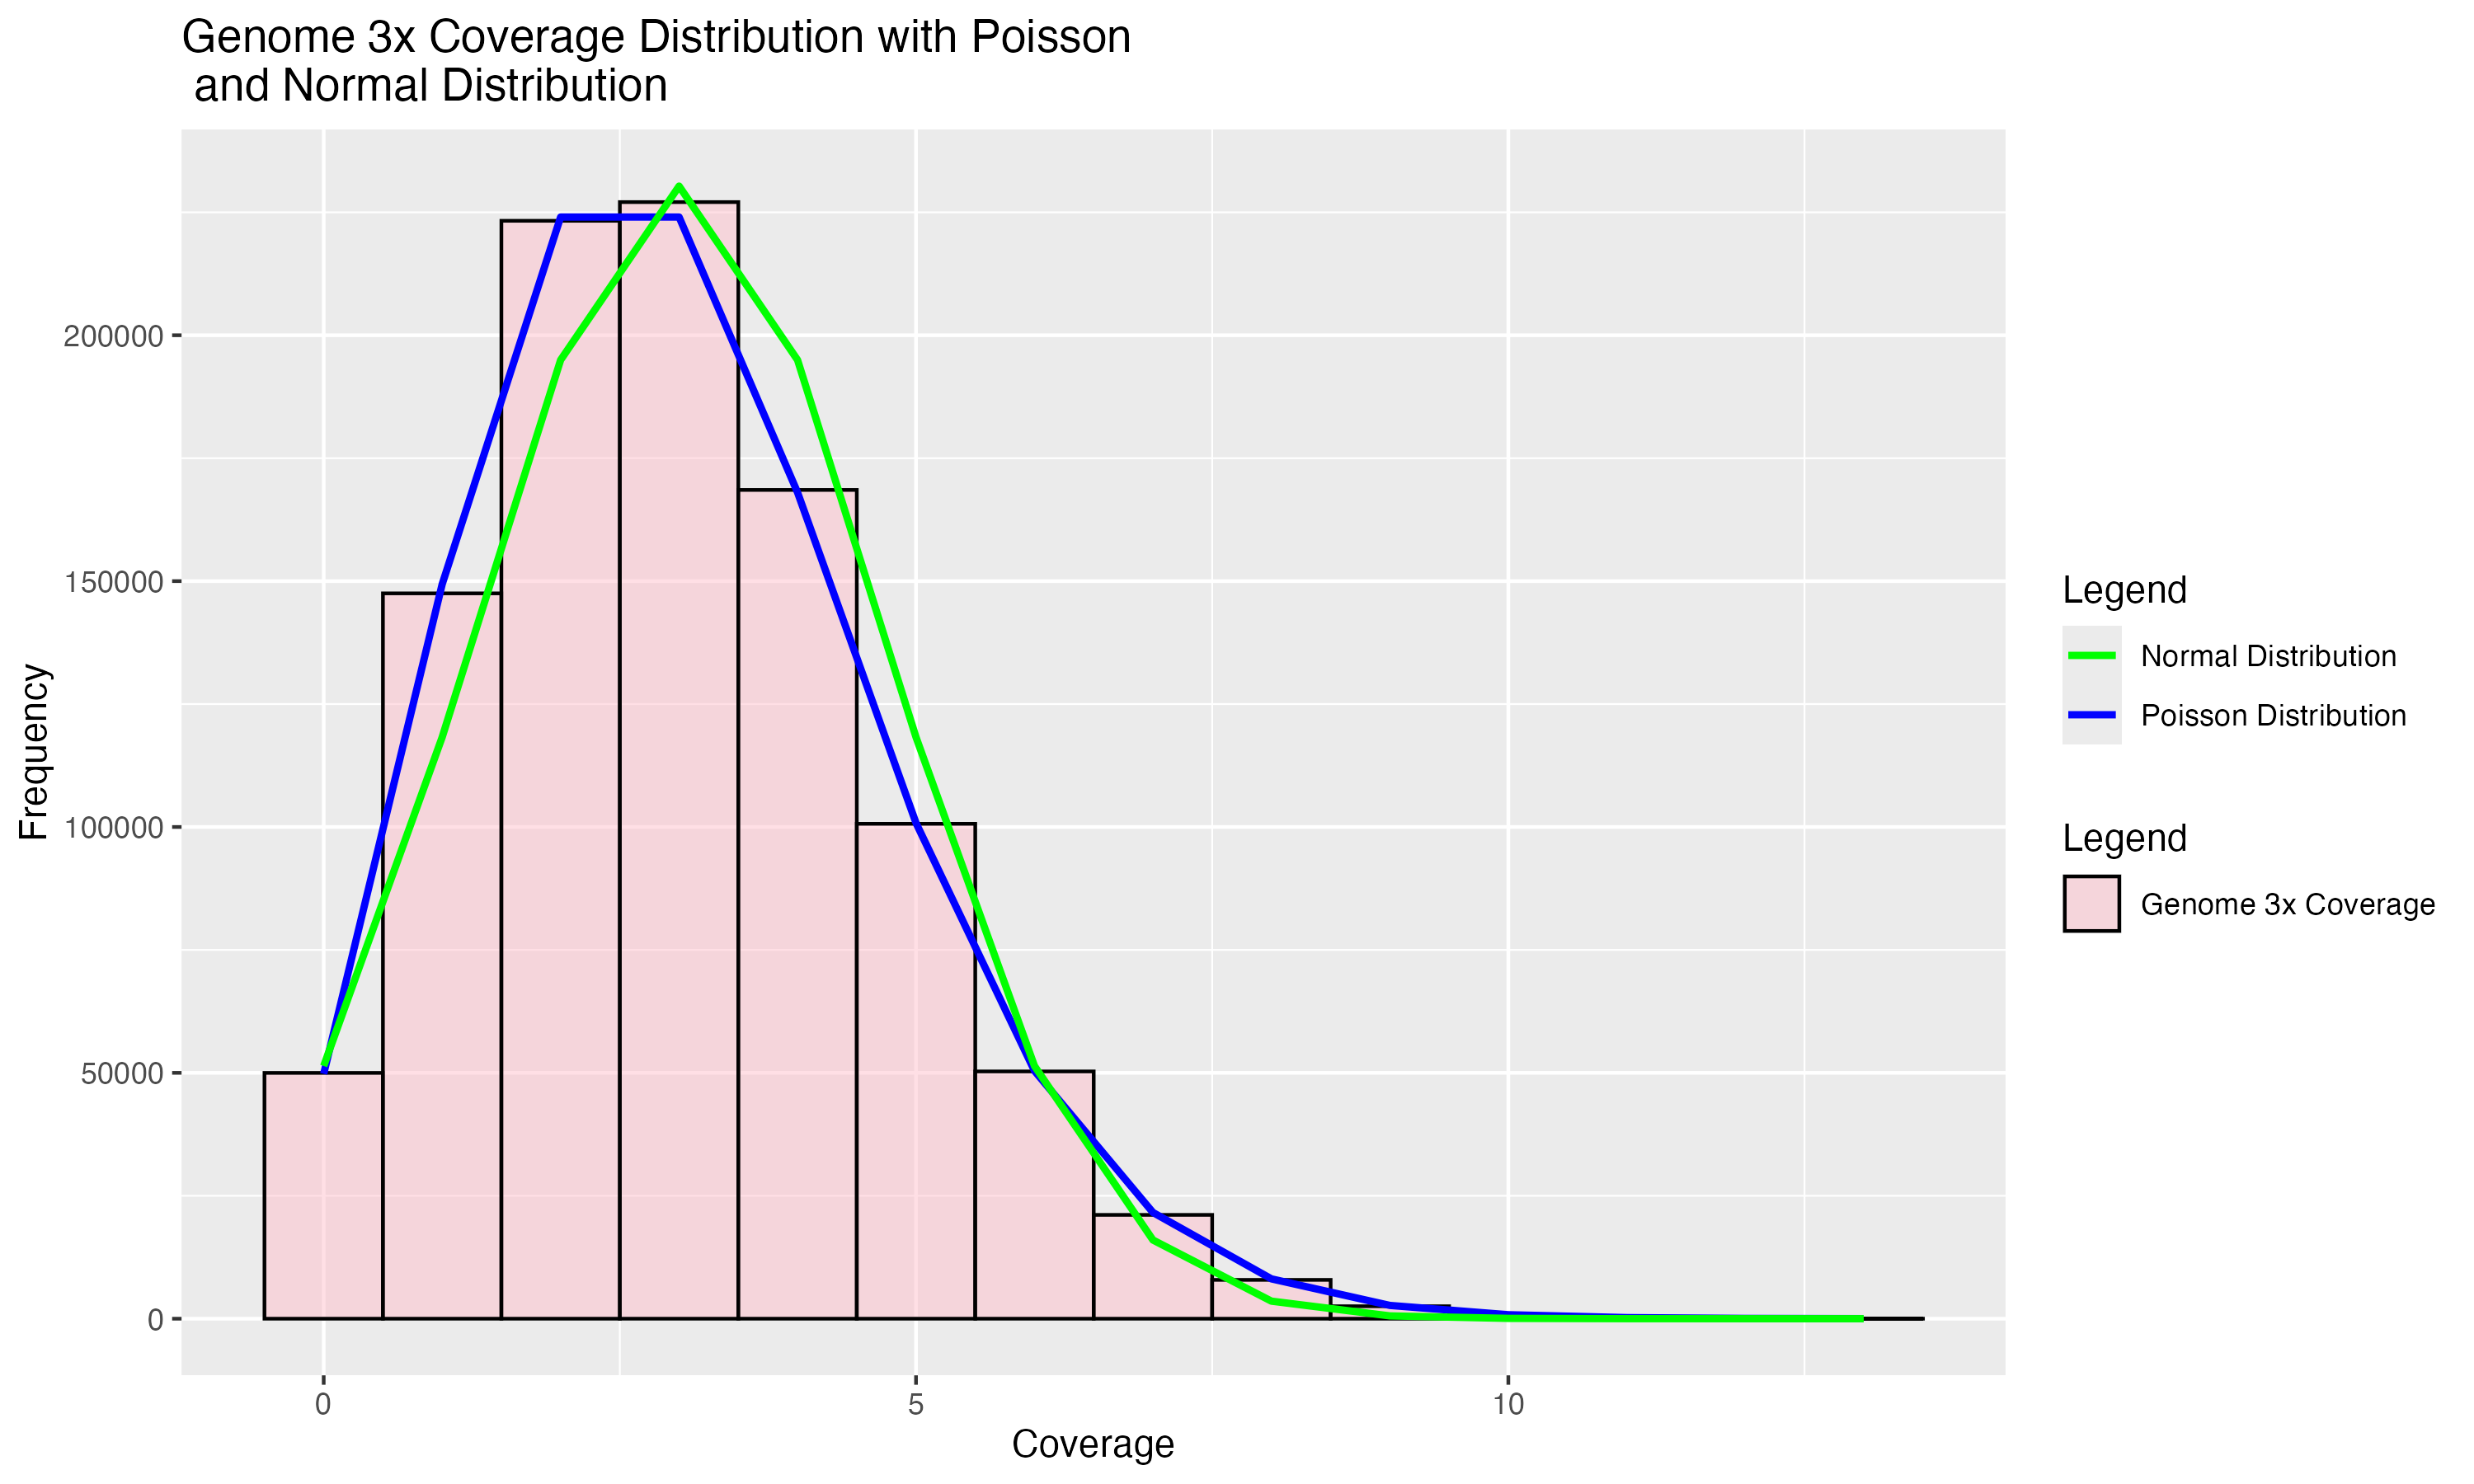 Genome 3x Coverage Distribution with Poisson
and Normal Distribution
Frequency
200000
150000
100000
50000
0
0
5
10
Coverage
Legend
Normal Distribution
Poisson Distribution
Legend
Genome 3x Coverage